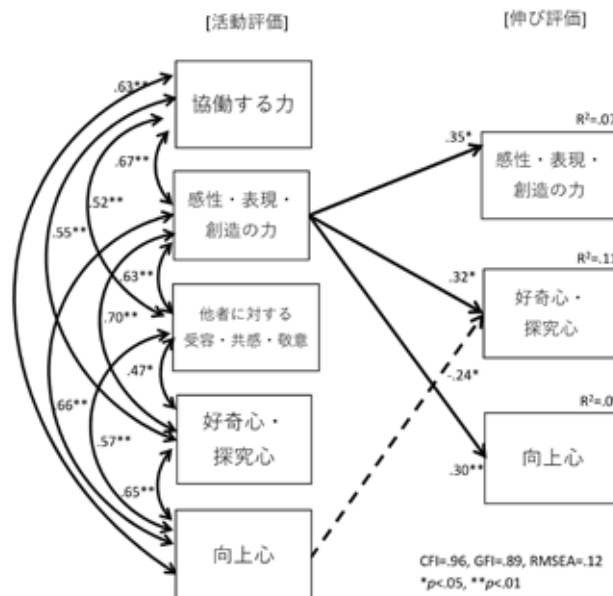 [活動評価]
[伸び評価]
協働する力
感性・表現・
創造の力
他者に対する
受容・共感・敬意
好奇心・
探究心
向上心
.63**
.67**
.52**
.55**
.63**
.70**
.47*
.66**
.57**
.65**
.35*
.32*
-.24*
.30**
R²=.07
感性・表現・
創造の力
R²=.11
好奇心・
探究心
向上心
CFI=.96, GFI=.89, RMSEA=.12
*p<.05, **p<.01